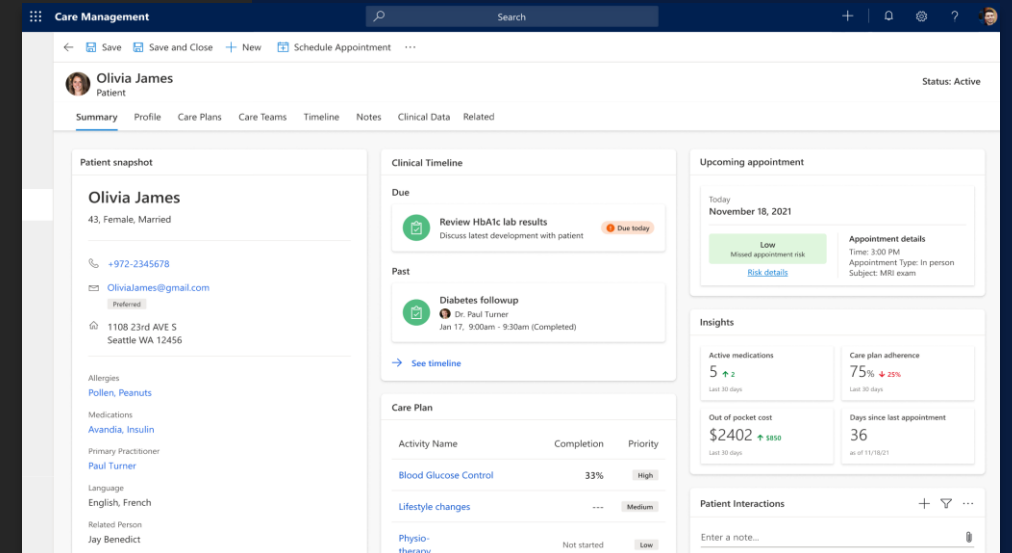 Care Management
Search
?
Save
Save and Close
New
Schedule Appointment
...
Olivia James
Patient
Status: Active
Summary
Profile
Care Plans
Care Teams
Timeline
Notes
Clinical Data
Related
Patient snapshot
Olivia James
43, Female, Married
+972-2345678
OliviaJames@gmail.com
Preferred
1108 23rd AVE S
Seattle WA 12456
Allergies
Pollen, Peanuts
Medications
Avandia, Insulin
Primary Practitioner
Paul Turner
Language
English, French
Related Person
Jay Benedict
Clinical Timeline
Due
Review HbA1c lab results
Discuss latest development with patient
Due today
Past
Diabetes followup
Dr. Paul Turner
Jan 17, 9:00am - 9:30am (Completed)
See timeline
Care Plan
Activity Name Completion Priority
Blood Glucose Control 33% High
Lifestyle changes --- Medium
Physio-
therapy Not started Low
Upcoming appointment
Today
November 18, 2021
Low
Missed appointment risk
Risk details
Appointment details
Time: 3:00 PM
Appointment Type: In person
Subject: MRI exam
Insights
Active medications
5 ↑ 2
Last 30 days
Care plan adherence
75% ↓ 25%
Last 30 days
Out of pocket cost
$2402 ↑ $850
Last 30 days
Days since last appointment
36
as of 11/18/21
Patient Interactions
...
Enter a note...